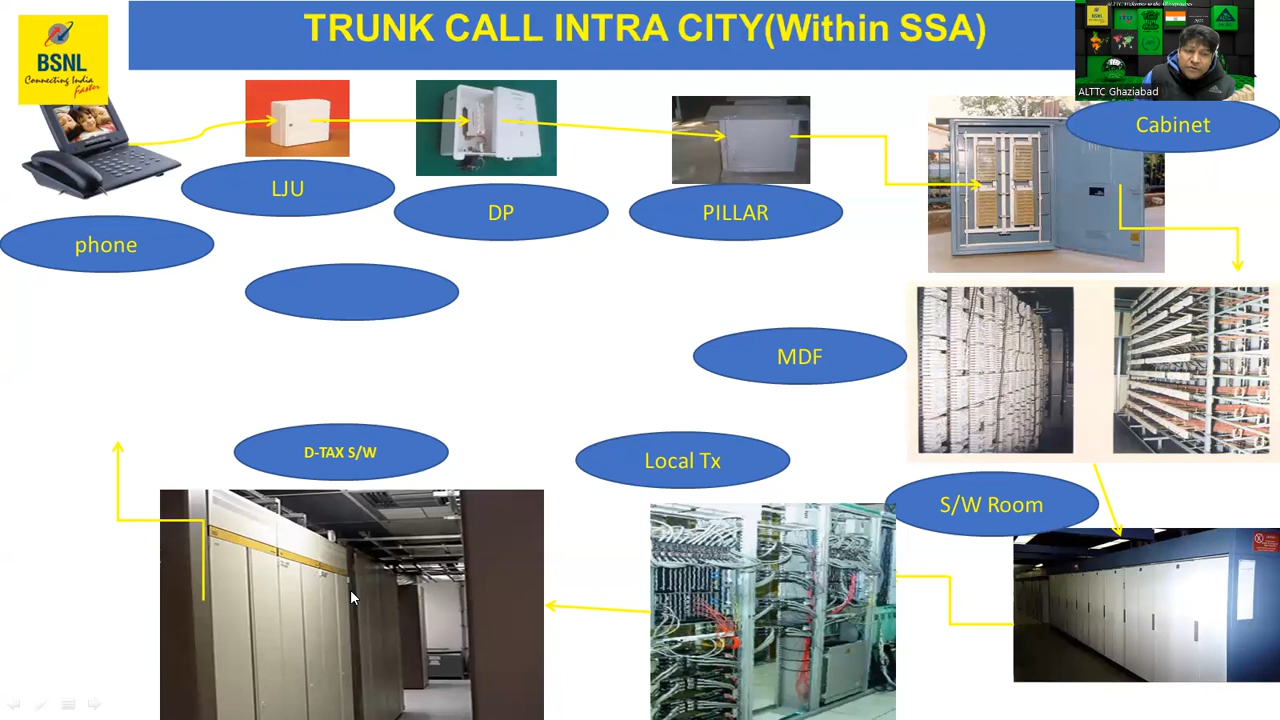 TRUNK CALL INTRA CITY(Within SSA)
BSNL
Connecting India
Faster
ALTTC Ghaziabad
Cabinet
LJU
DP
PILLAR
phone
MDF
D-TAX S/W
Local Tx
S/W Room